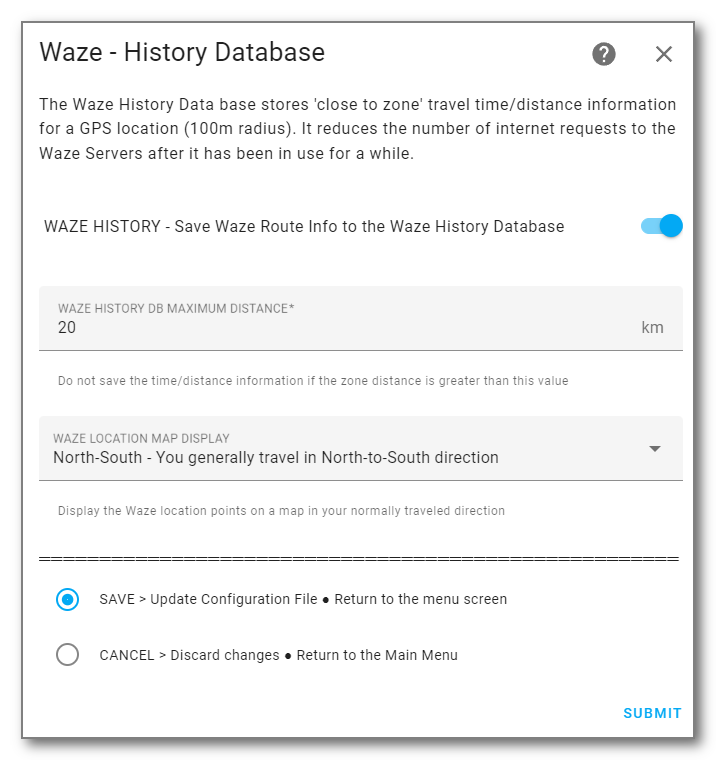 Waze - History Database
The Waze History Data base stores 'close to zone' travel time/distance information
for a GPS location (100m radius). It reduces the number of internet requests to the
Waze Servers after it has been in use for a while.
WAZE HISTORY - Save Waze Route Info to the Waze History Database
WAZE HISTORY DB MAXIMUM DISTANCE*
20 km
Do not save the time/distance information if the zone distance is greater than this value
WAZE LOCATION MAP DISPLAY
North-South - You generally travel in North-to-South direction
Display the Waze location points on a map in your normally traveled direction
SAVE > Update Configuration File ● Return to the menu screen
CANCEL > Discard changes ● Return to the Main Menu
SUBMIT